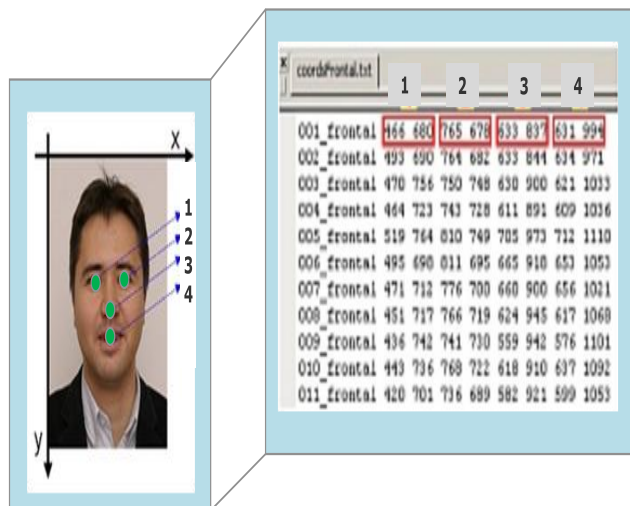 x
1
2
3
4
y
coordsfrontal.txt
1 2 3 4
001_frontal 466 680 765 678 633 837 631 994
002_frontal 493 690 764 682 633 844 634 971
003_frontal 470 756 750 748 630 900 621 1033
004_frontal 464 723 743 728 611 891 609 1036
005_frontal 519 764 810 749 705 973 712 1110
006_frontal 495 698 811 695 665 918 653 1053
007_frontal 471 712 776 700 660 900 656 1021
008_frontal 451 717 766 719 624 945 617 1068
009_frontal 436 742 741 730 559 942 576 1101
010_frontal 443 736 768 722 618 910 637 1092
011_frontal 420 701 736 689 582 921 599 1053